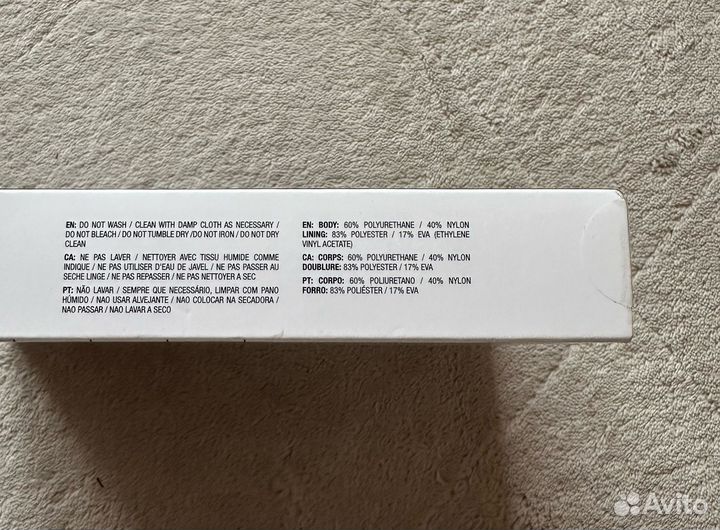 EN: DO NOT WASH / CLEAN WITH DAMP CLOTH AS NECESSARY /
DO NOT BLEACH / DO NOT TUMBLE DRY /DO NOT IRON / DO NOT DRY
CLEAN
CA: NE PAS LAVER / NETTOYER AVEC TISSU HUMIDE COMME
INDIQUE / NE PAS UTILISER D'EAU DE JAVEL / NE PAS PASSER AU
SECHE LINGE / NE PAS REPASSER / NE PAS NETTOYER A SEC
PT: NÃO LAVAR / SEMPRE QUE NECESSÁRIO, LIMPAR COM PANO
HÚMIDO / NAO USAR ALVEJANTE / NAO COLOCAR NA SECADORA /
NAO PASSAR / NAO LAVAR A SECO
EN: BODY: 60% POLYURETHANE / 40% NYLON
LINING: 83% POLYESTER / 17% EVA (ETHYLENE
VINYL ACETATE)
CA: CORPS: 60% POLYURETHANE / 40% NYLON
DOUBLURE: 83% POLYESTER / 17% EVA
PT: CORPO: 60% POLIURETANO / 40% NYLON
FORRO: 83% POLIÉSTER / 17% EVA
Avito